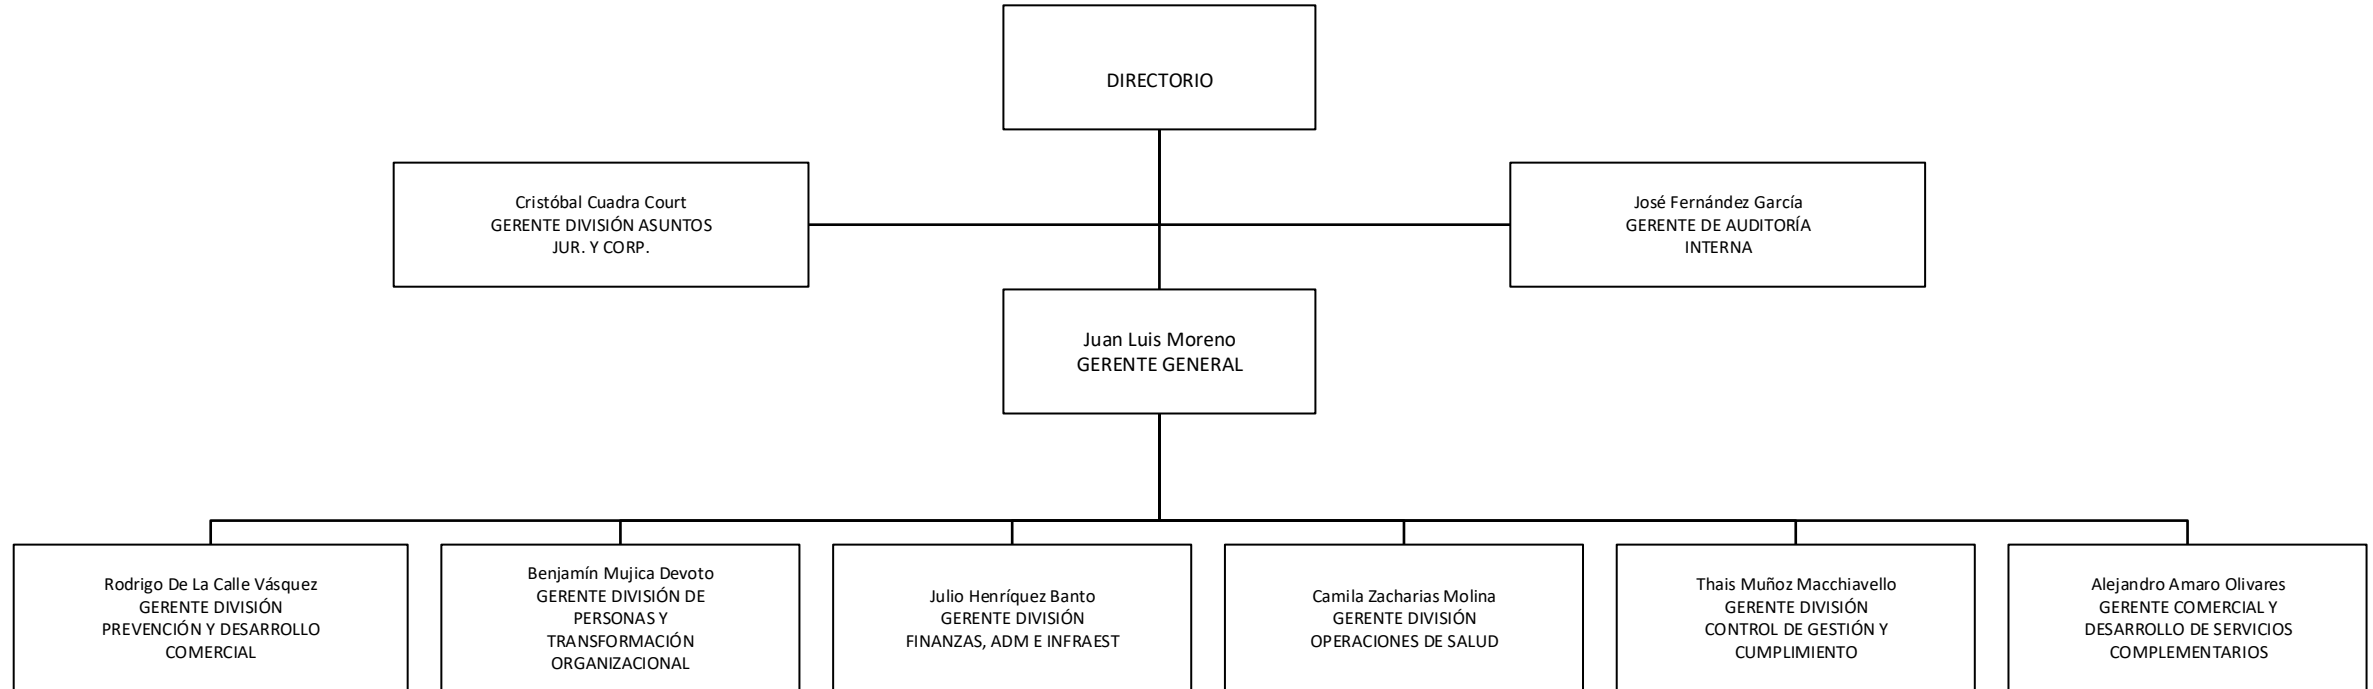 DIRECTORIO
Cristóbal Cuadra Court
GERENTE DIVISIÓN ASUNTOS
JUR. Y CORP.
José Fernández García
GERENTE DE AUDITORÍA
INTERNA
Juan Luis Moreno
GERENTE GENERAL
Rodrigo De La Calle Vásquez
GERENTE DIVISIÓN
PREVENCIÓN Y DESARROLLO
COMERCIAL
Benjamín Mujica Devoto
GERENTE DIVISIÓN DE
PERSONAS Y
TRANSFORMACIÓN
ORGANIZACIONAL
Julio Henríquez Banto
GERENTE DIVISIÓN
FINANZAS, ADM E INFRAEST
Camila Zacharias Molina
GERENTE DIVISIÓN
OPERACIONES DE SALUD
Thais Muñoz Macchiavello
GERENTE DIVISIÓN
CONTROL DE GESTIÓN Y
CUMPLIMIENTO
Alejandro Amaro Olivares
GERENTE COMERCIAL Y
DESARROLLO DE SERVICIOS
COMPLEMENTARIOS